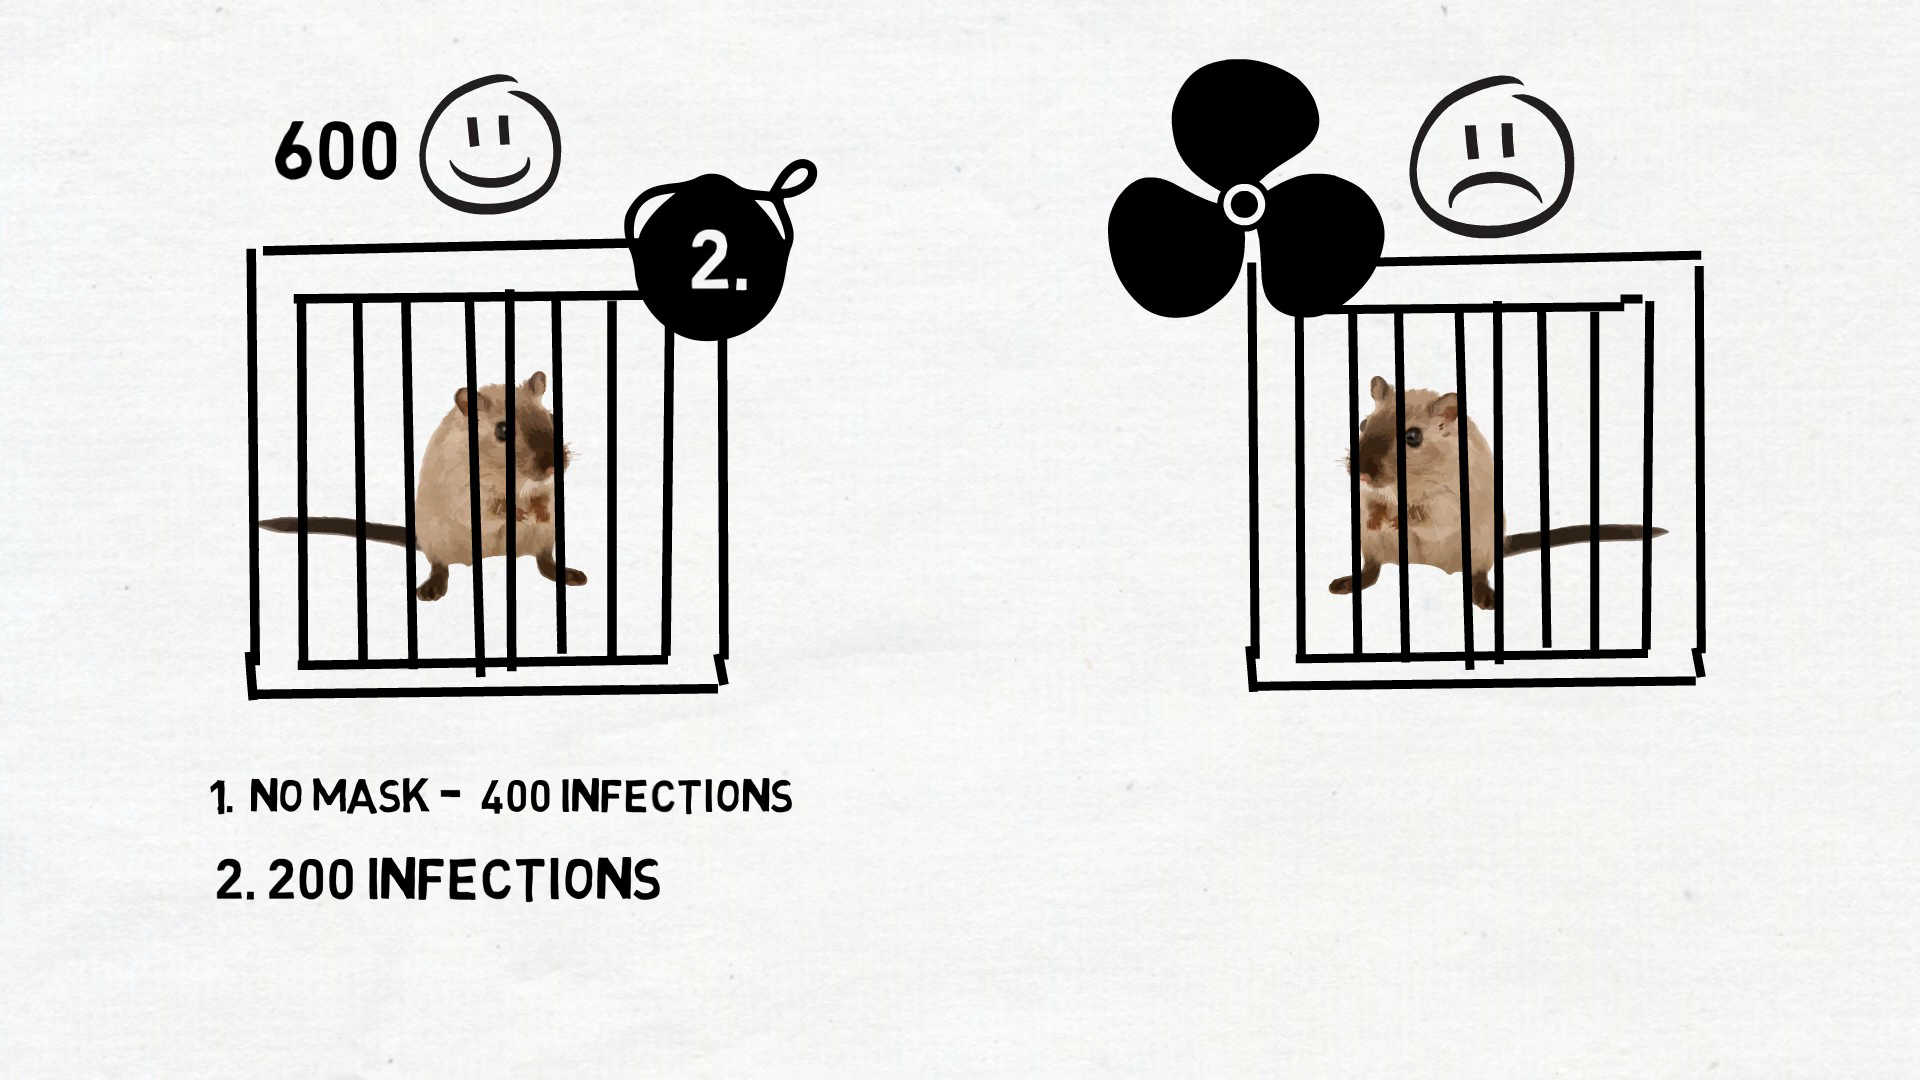 600
2.
1. NO MASK - 400 INFECTIONS
2. 200 INFECTIONS